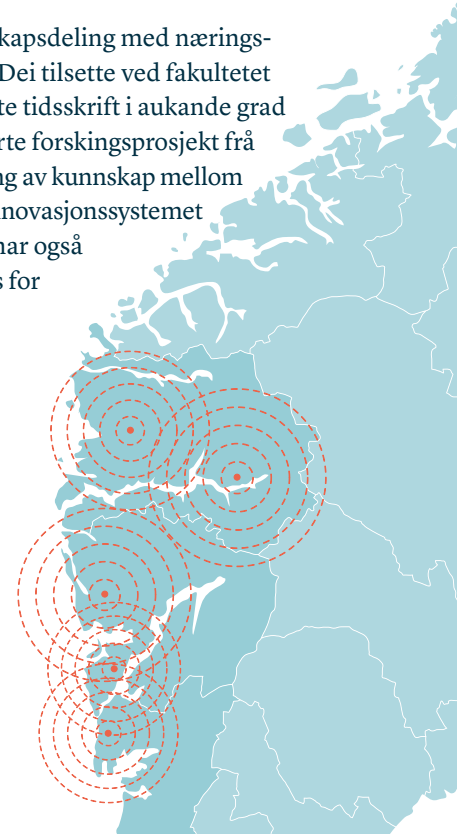 kapsdeling med nærings-
Dei tilsette ved fakultetet
te tidsskrift i aukande grad
rte forskingsprosjekt frå
ng av kunnskap mellom
novasjonssystemet
har også
s for